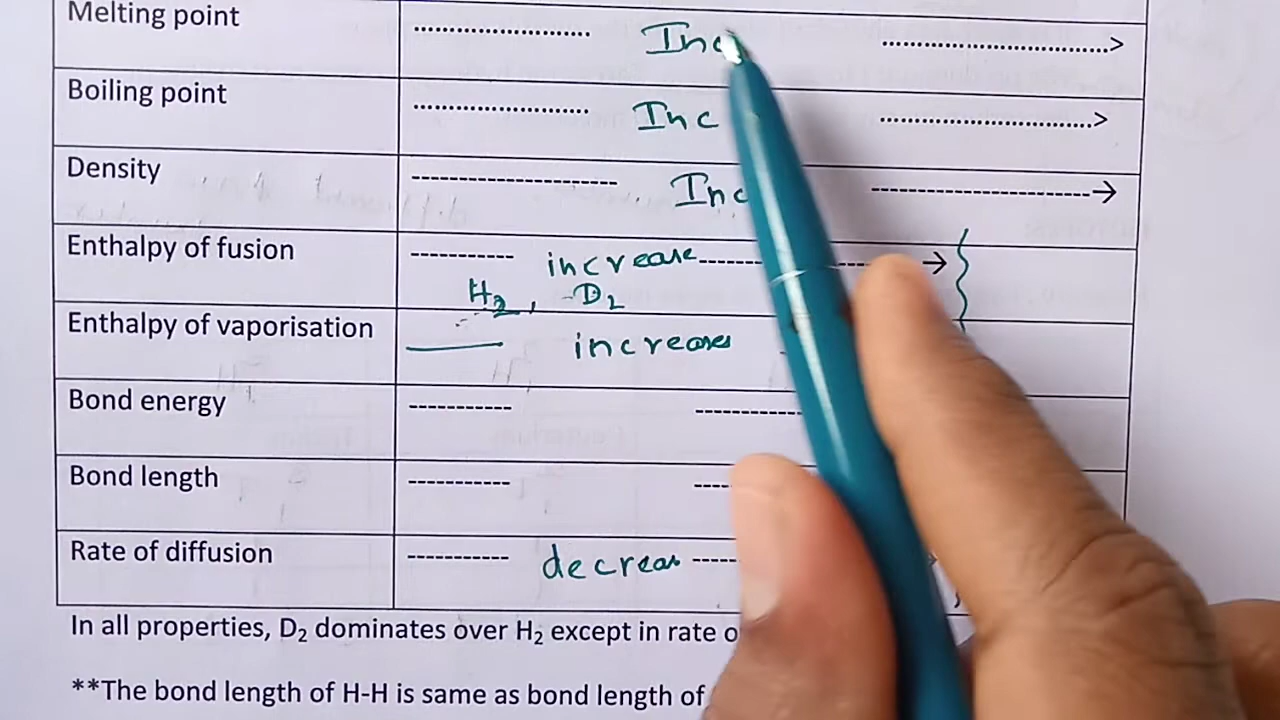 Melting point ............................. Inc ..................................>
Boiling point ............................. Inc ..............................>
Density ----------------------- Inc ------------------------→
Enthalpy of fusion ----------- increase ------- →
H2, D2
Enthalpy of vaporisation increases
Bond energy ----------- -----------
Bond length ----------- ----
Rate of diffusion ----------- decreas -----
In all properties, D2 dominates over H2 except in rate
**The bond length of H-H is same as bond length of